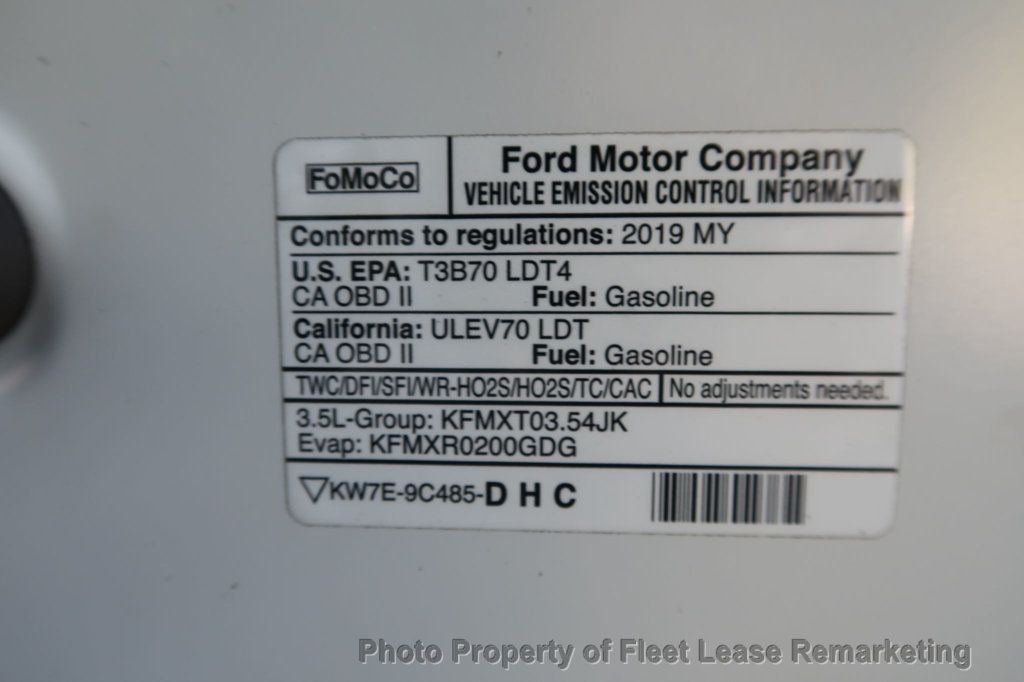 FoMoCo
Ford Motor Company
VEHICLE EMISSION CONTROL INFORMATION
Conforms to regulations: 2019 MY
U.S. EPA: T3B70 LDT4
CA OBD II Fuel: Gasoline
California: ULEV70 LDT
CA OBD II Fuel: Gasoline
TWC/DFI/SFI/WR-HO2S/HO2S/TC/CAC No adjustments needed.
3.5L-Group: KFMXT03.54JK
Evap: KFMXR0200GDG
▽KW7E-9C485-D H C
Photo Property of Fleet Lease Remarketing